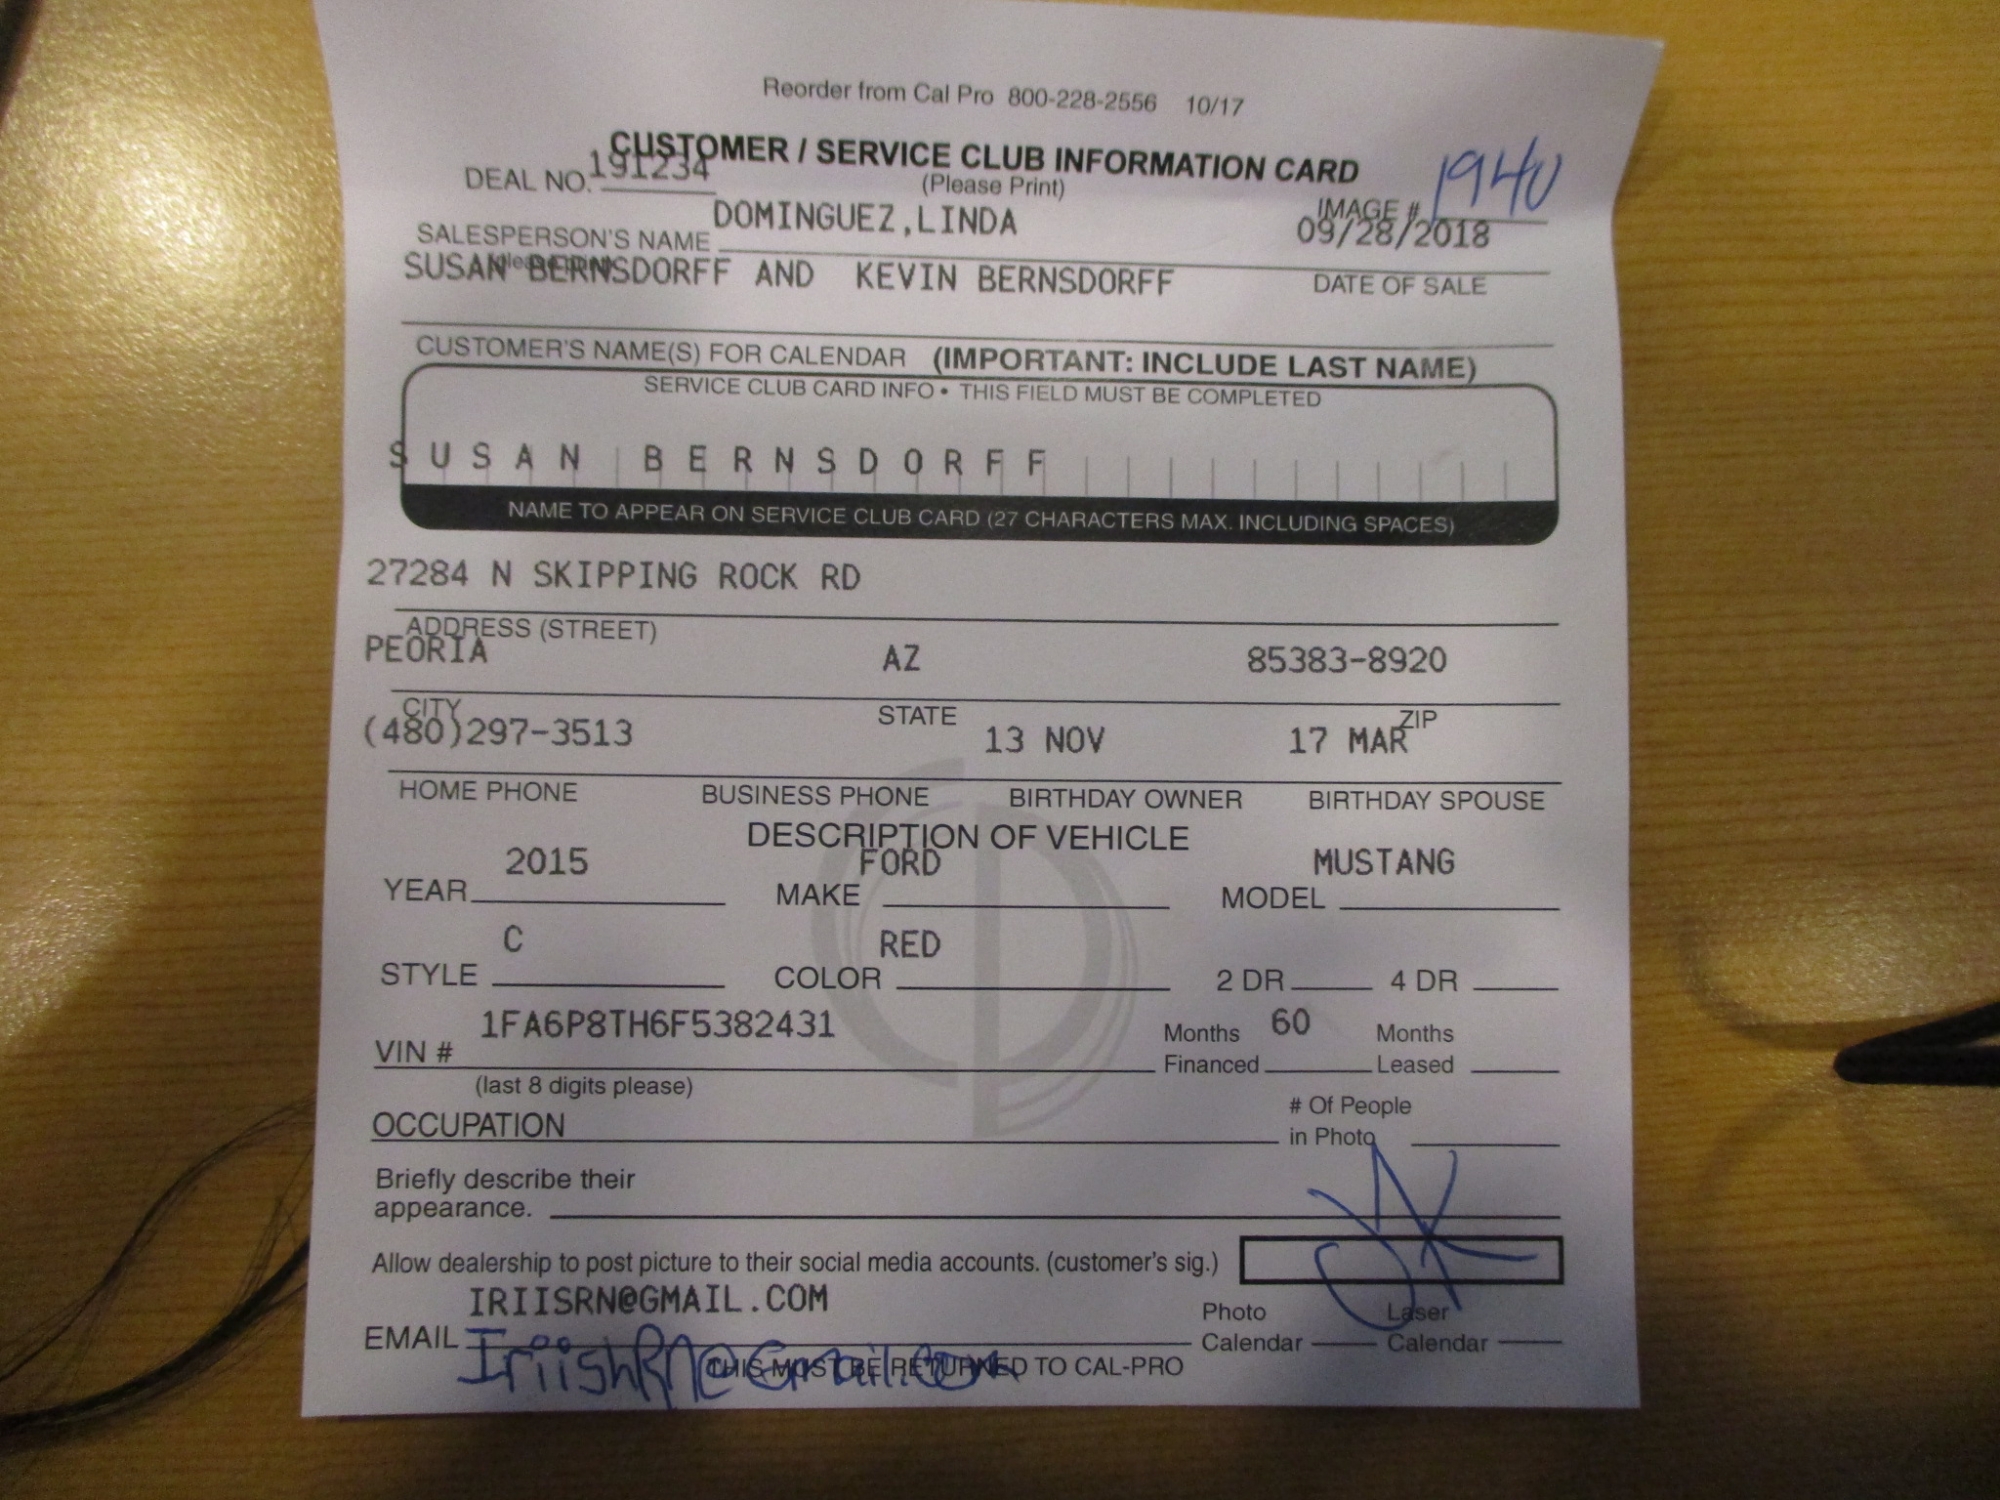 Reorder from Cal Pro 800-228-2556 10/17
CUSTOMER / SERVICE CLUB INFORMATION CARD
(Please Print)
DEAL NO. 191234
IMAGE # 1940
SALESPERSON'S NAME DOMINGUEZ,LINDA
09/28/2018
DATE OF SALE
SUSAN BERNSDORFF AND KEVIN BERNSDORFF
CUSTOMER'S NAME(S) FOR CALENDAR (IMPORTANT: INCLUDE LAST NAME)
SERVICE CLUB CARD INFO • THIS FIELD MUST BE COMPLETED
SUSAN BERNSDORFF
NAME TO APPEAR ON SERVICE CLUB CARD (27 CHARACTERS MAX. INCLUDING SPACES)
27284 N SKIPPING ROCK RD
ADDRESS (STREET)
PEORIA AZ 85383-8920
CITY STATE ZIP
(480)297-3513 13 NOV 17 MAR
HOME PHONE BUSINESS PHONE BIRTHDAY OWNER BIRTHDAY SPOUSE
DESCRIPTION OF VEHICLE
2015 FORD MUSTANG
YEAR MAKE MODEL
C RED
STYLE COLOR 2 DR 4 DR
1FA6P8TH6F5382431
VIN #
Months Financed 60 Months Leased
(last 8 digits please)
OCCUPATION
# Of People in Photo
Briefly describe their
appearance.
Allow dealership to post picture to their social media accounts. (customer's sig.)
IRIISRN@GMAIL.COM
EMAIL IriishRN@Gmail.com
Photo Calendar Laser Calendar
THIS MUST BE RETURNED TO CAL-PRO